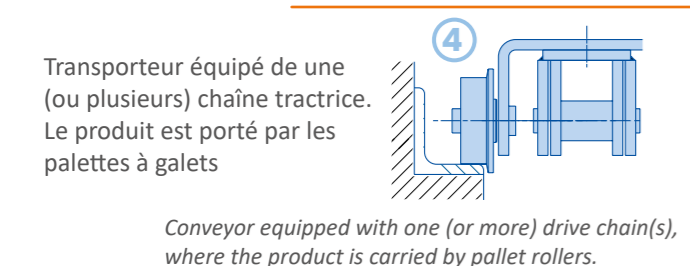 4
Transporteur équipé de une
(ou plusieurs) chaîne tractrice.
Le produit est porté par les
palettes à galets
Conveyor equipped with one (or more) drive chain(s),
where the product is carried by pallet rollers.